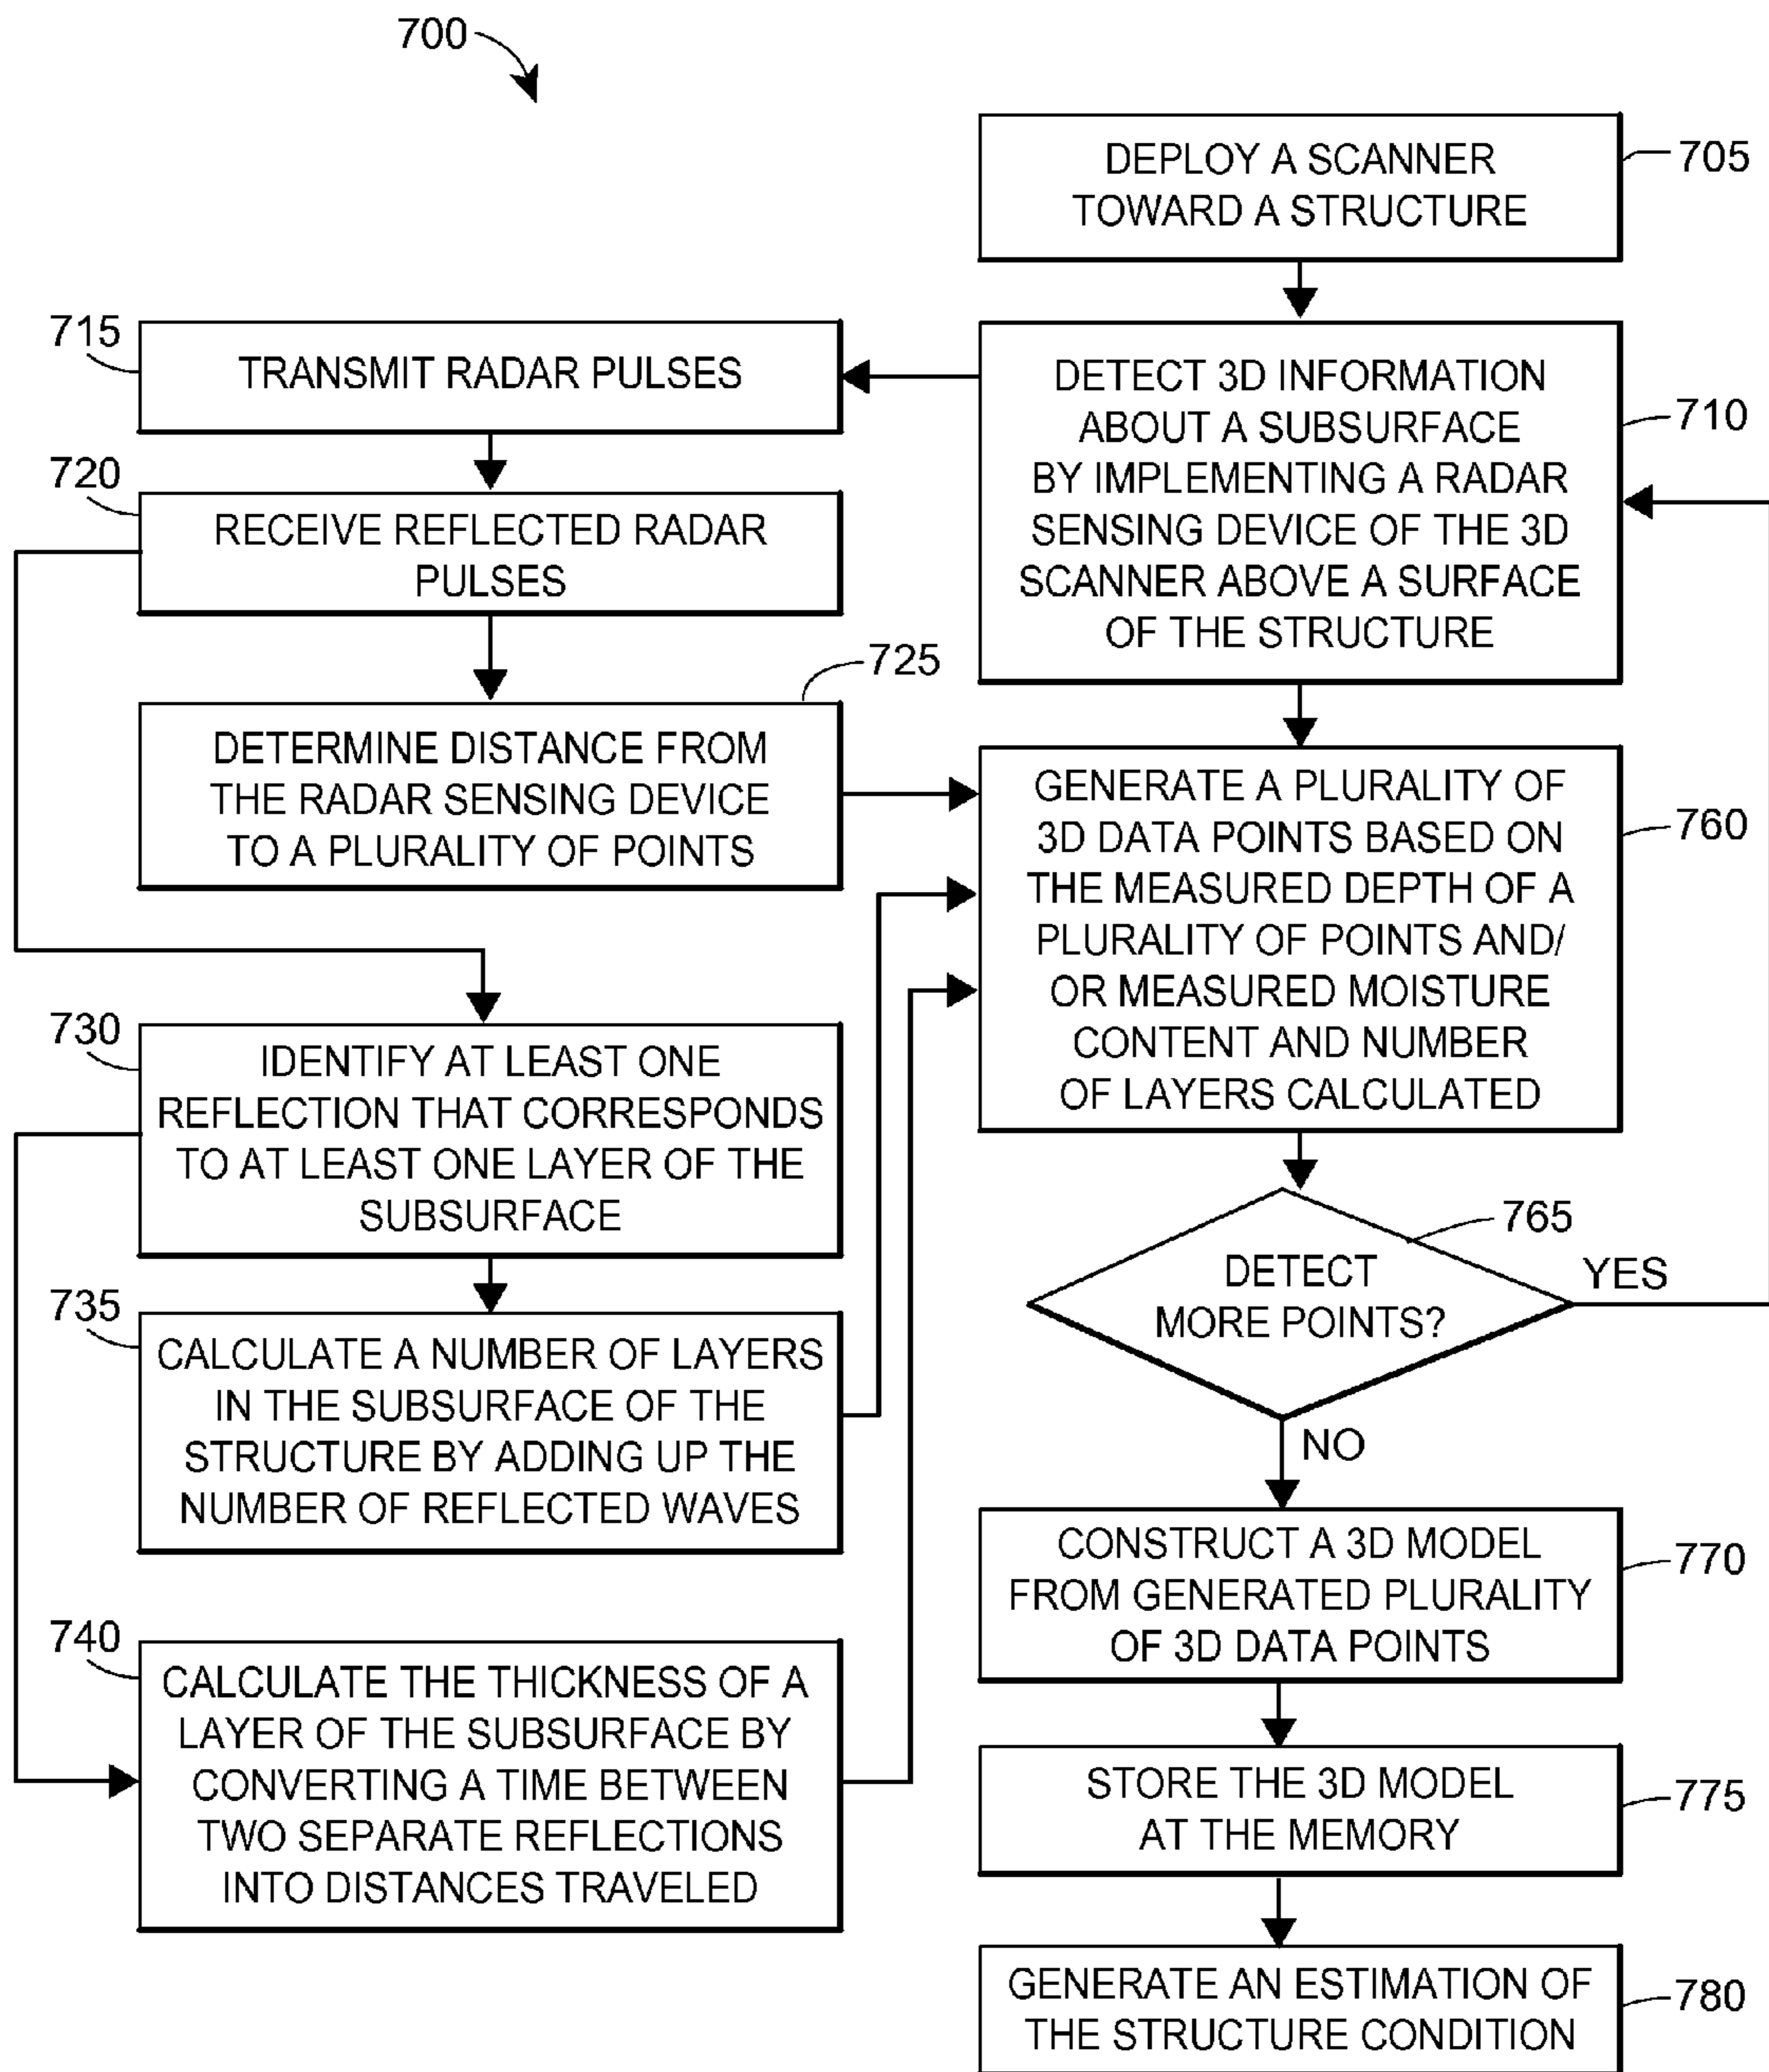 700
DEPLOY A SCANNER
TOWARD A STRUCTURE
705
715
TRANSMIT RADAR PULSES
DETECT 3D INFORMATION
ABOUT A SUBSURFACE
BY IMPLEMENTING A RADAR
SENSING DEVICE OF THE 3D
SCANNER ABOVE A SURFACE
OF THE STRUCTURE
710
720
RECEIVE REFLECTED RADAR
PULSES
725
DETERMINE DISTANCE FROM
THE RADAR SENSING DEVICE
TO A PLURALITY OF POINTS
GENERATE A PLURALITY OF
3D DATA POINTS BASED ON
THE MEASURED DEPTH OF A
PLURALITY OF POINTS AND/
OR MEASURED MOISTURE
CONTENT AND NUMBER
OF LAYERS CALCULATED
760
730
IDENTIFY AT LEAST ONE
REFLECTION THAT CORRESPONDS
TO AT LEAST ONE LAYER OF THE
SUBSURFACE
765
DETECT
MORE POINTS?
YES
NO
735
CALCULATE A NUMBER OF LAYERS
IN THE SUBSURFACE OF THE
STRUCTURE BY ADDING UP THE
NUMBER OF REFLECTED WAVES
CONSTRUCT A 3D MODEL
FROM GENERATED PLURALITY
OF 3D DATA POINTS
770
740
CALCULATE THE THICKNESS OF A
LAYER OF THE SUBSURFACE BY
CONVERTING A TIME BETWEEN
TWO SEPARATE REFLECTIONS
INTO DISTANCES TRAVELED
STORE THE 3D MODEL
AT THE MEMORY
775
GENERATE AN ESTIMATION OF
THE STRUCTURE CONDITION
780